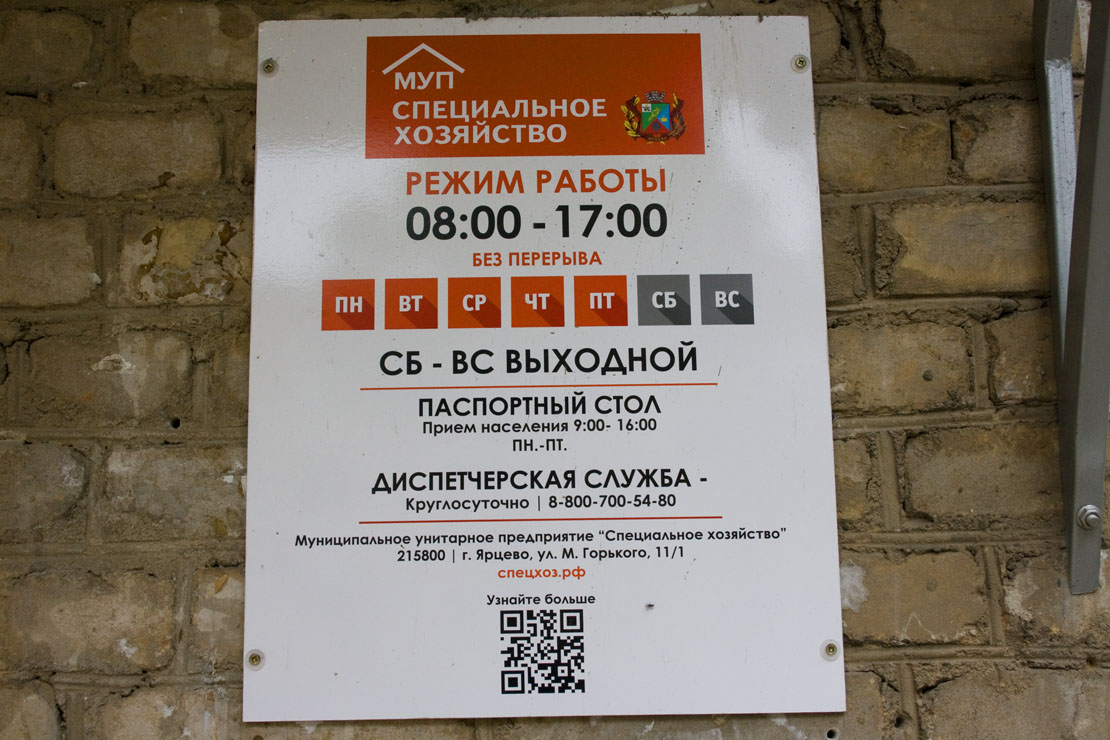 МУП
СПЕЦИАЛЬНОЕ
ХОЗЯЙСТВО
РЕЖИМ РАБОТЫ
08:00 - 17:00
БЕЗ ПЕРЕРЫВА
ПН ВТ СР ЧТ ПТ СБ ВС
СБ - ВС ВЫХОДНОЙ
ПАСПОРТНЫЙ СТОЛ
Прием населения 9:00- 16:00
ПН.-ПТ.
ДИСПЕТЧЕРСКАЯ СЛУЖБА -
Круглосуточно | 8-800-700-54-80
Муниципальное унитарное предприятие "Специальное хозяйство"
215800 | г. Ярцево, ул. М. Горького, 11/1
спецхоз.рф
Узнайте больше